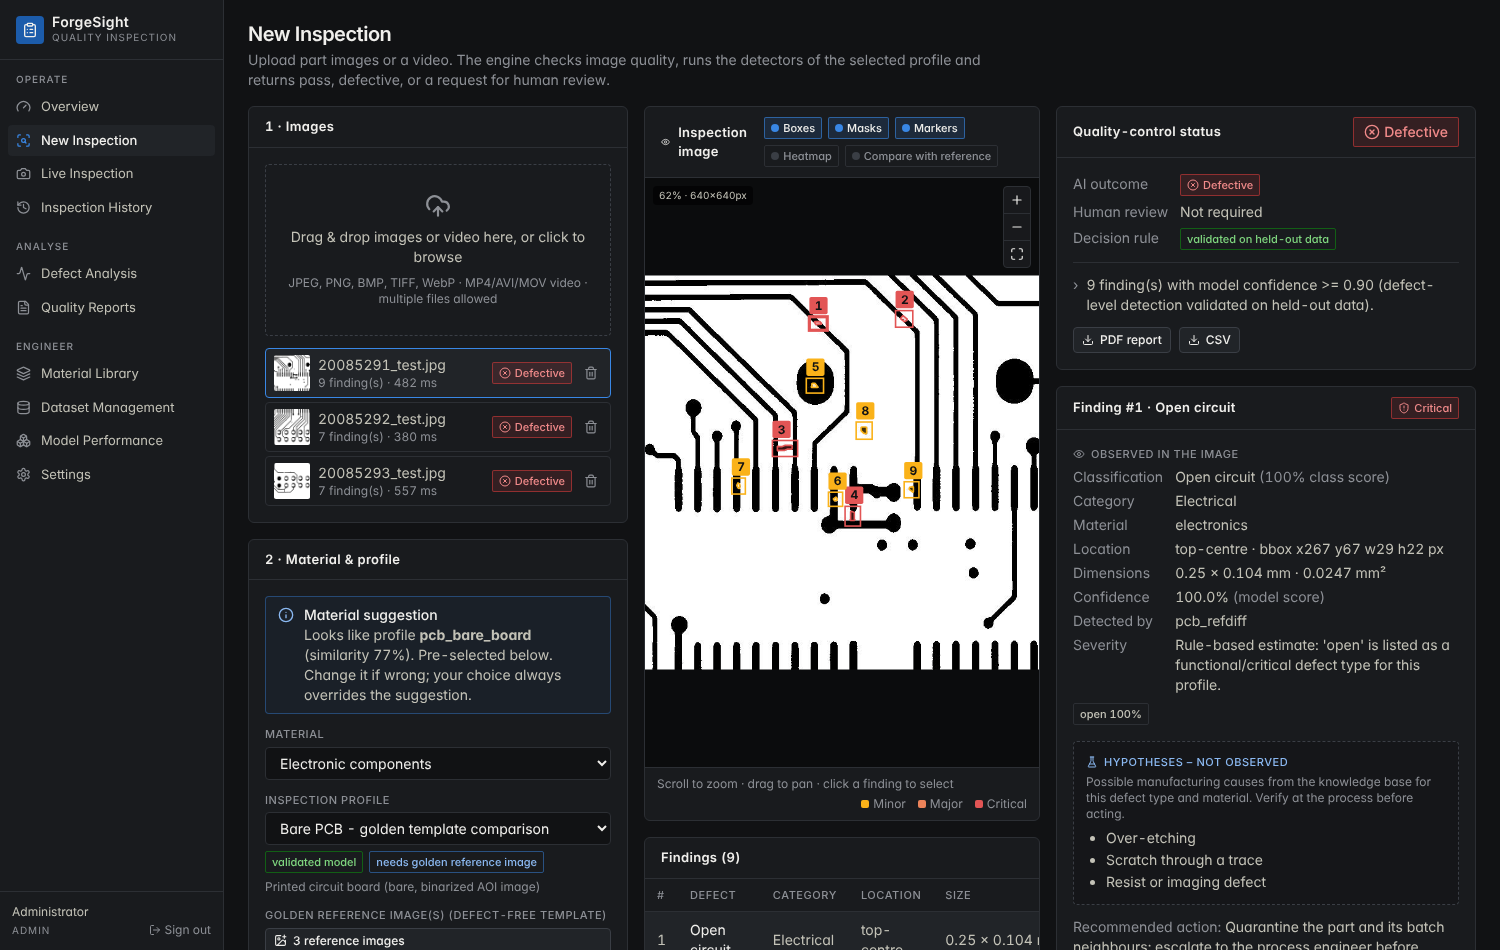 ForgeSight
QUALITY INSPECTION
OPERATE
Overview
New Inspection
Live Inspection
Inspection History
ANALYSE
Defect Analysis
Quality Reports
ENGINEER
Material Library
Dataset Management
Model Performance
Settings
Administrator
ADMIN
Sign out
New Inspection
Upload part images or a video. The engine checks image quality, runs the detectors of the selected profile and
returns pass, defective, or a request for human review.
1 · Images
Drag & drop images or video here, or click to
browse
JPEG, PNG, BMP, TIFF, WebP · MP4/AVI/MOV video ·
multiple files allowed
20085291_test.jpg
9 finding(s) · 482 ms
Defective
20085292_test.jpg
7 finding(s) · 380 ms
Defective
20085293_test.jpg
7 finding(s) · 557 ms
Defective
2 · Material & profile
Material suggestion
Looks like profile pcb_bare_board
(similarity 77%). Pre-selected below.
Change it if wrong; your choice always
overrides the suggestion.
MATERIAL
Electronic components
INSPECTION PROFILE
Bare PCB - golden template comparison
validated model
needs golden reference image
Printed circuit board (bare, binarized AOI image)
GOLDEN REFERENCE IMAGE(S) (DEFECT-FREE TEMPLATE)
3 reference images
Inspection
image
Boxes
Masks
Markers
Heatmap
Compare with reference
62% · 640×640px
1
2
5
8
3
7
6
4
9
Scroll to zoom · drag to pan · click a finding to select
Minor
Major
Critical
Findings (9)
# DEFECT CATEGORY LOCATION SIZE
1 Open circuit Electrical top-centre 0.25 × 0.104
Quality-control status
Defective
AI outcome Defective
Human review Not required
Decision rule validated on held-out data
› 9 finding(s) with model confidence >= 0.90 (defect-
level detection validated on held-out data).
PDF report
CSV
Finding #1 · Open circuit
Critical
OBSERVED IN THE IMAGE
Classification Open circuit (100% class score)
Category Electrical
Material electronics
Location top-centre · bbox x267 y67 w29 h22 px
Dimensions 0.25 × 0.104 mm · 0.0247 mm²
Confidence 100.0% (model score)
Detected by pcb_refdiff
Severity Rule-based estimate: 'open' is listed as a
functional/critical defect type for this
profile.
open 100%
HYPOTHESES – NOT OBSERVED
Possible manufacturing causes from the knowledge base for
this defect type and material. Verify at the process before
acting.
• Over-etching
• Scratch through a trace
• Resist or imaging defect
Recommended action: Quarantine the part and its batch
neighbours; escalate to the process engineer before